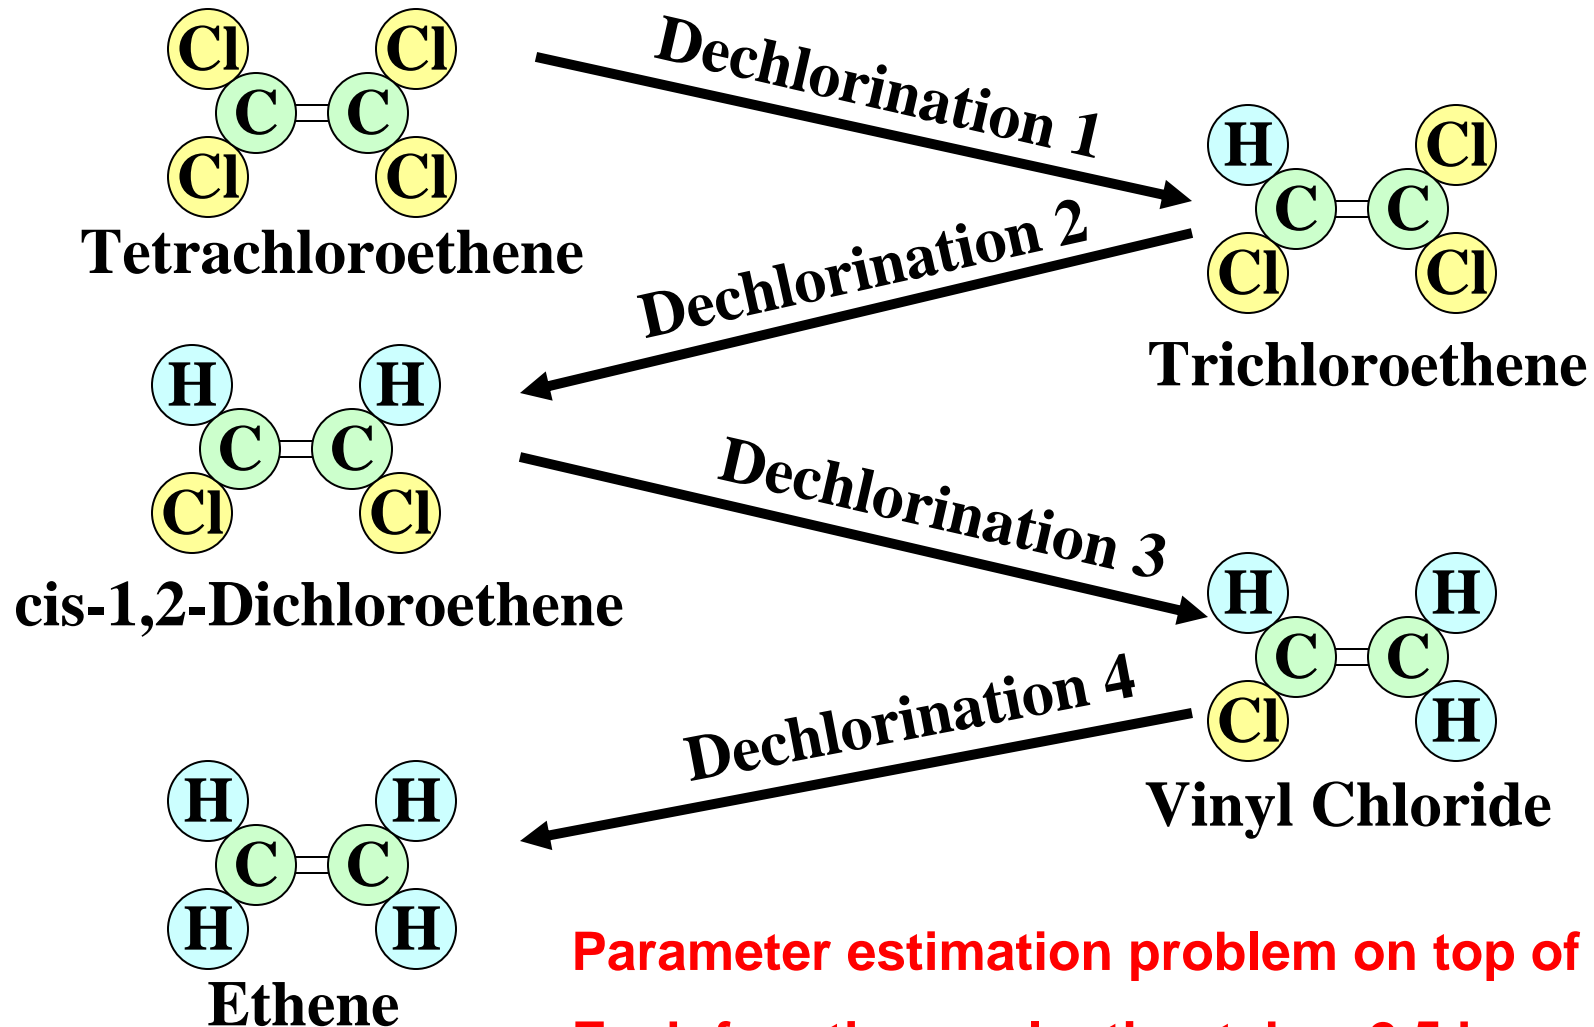 Cl Cl
C C
Cl Cl
Tetrachloroethene
Dechlorination 1
H Cl
C C
Cl Cl
Trichloroethene
Dechlorination 2
H H
C C
Cl Cl
cis-1,2-Dichloroethene
Dechlorination 3
H H
C C
Cl H
Vinyl Chloride
Dechlorination 4
H H
C C
H H
Ethene
Parameter estimation problem on top of